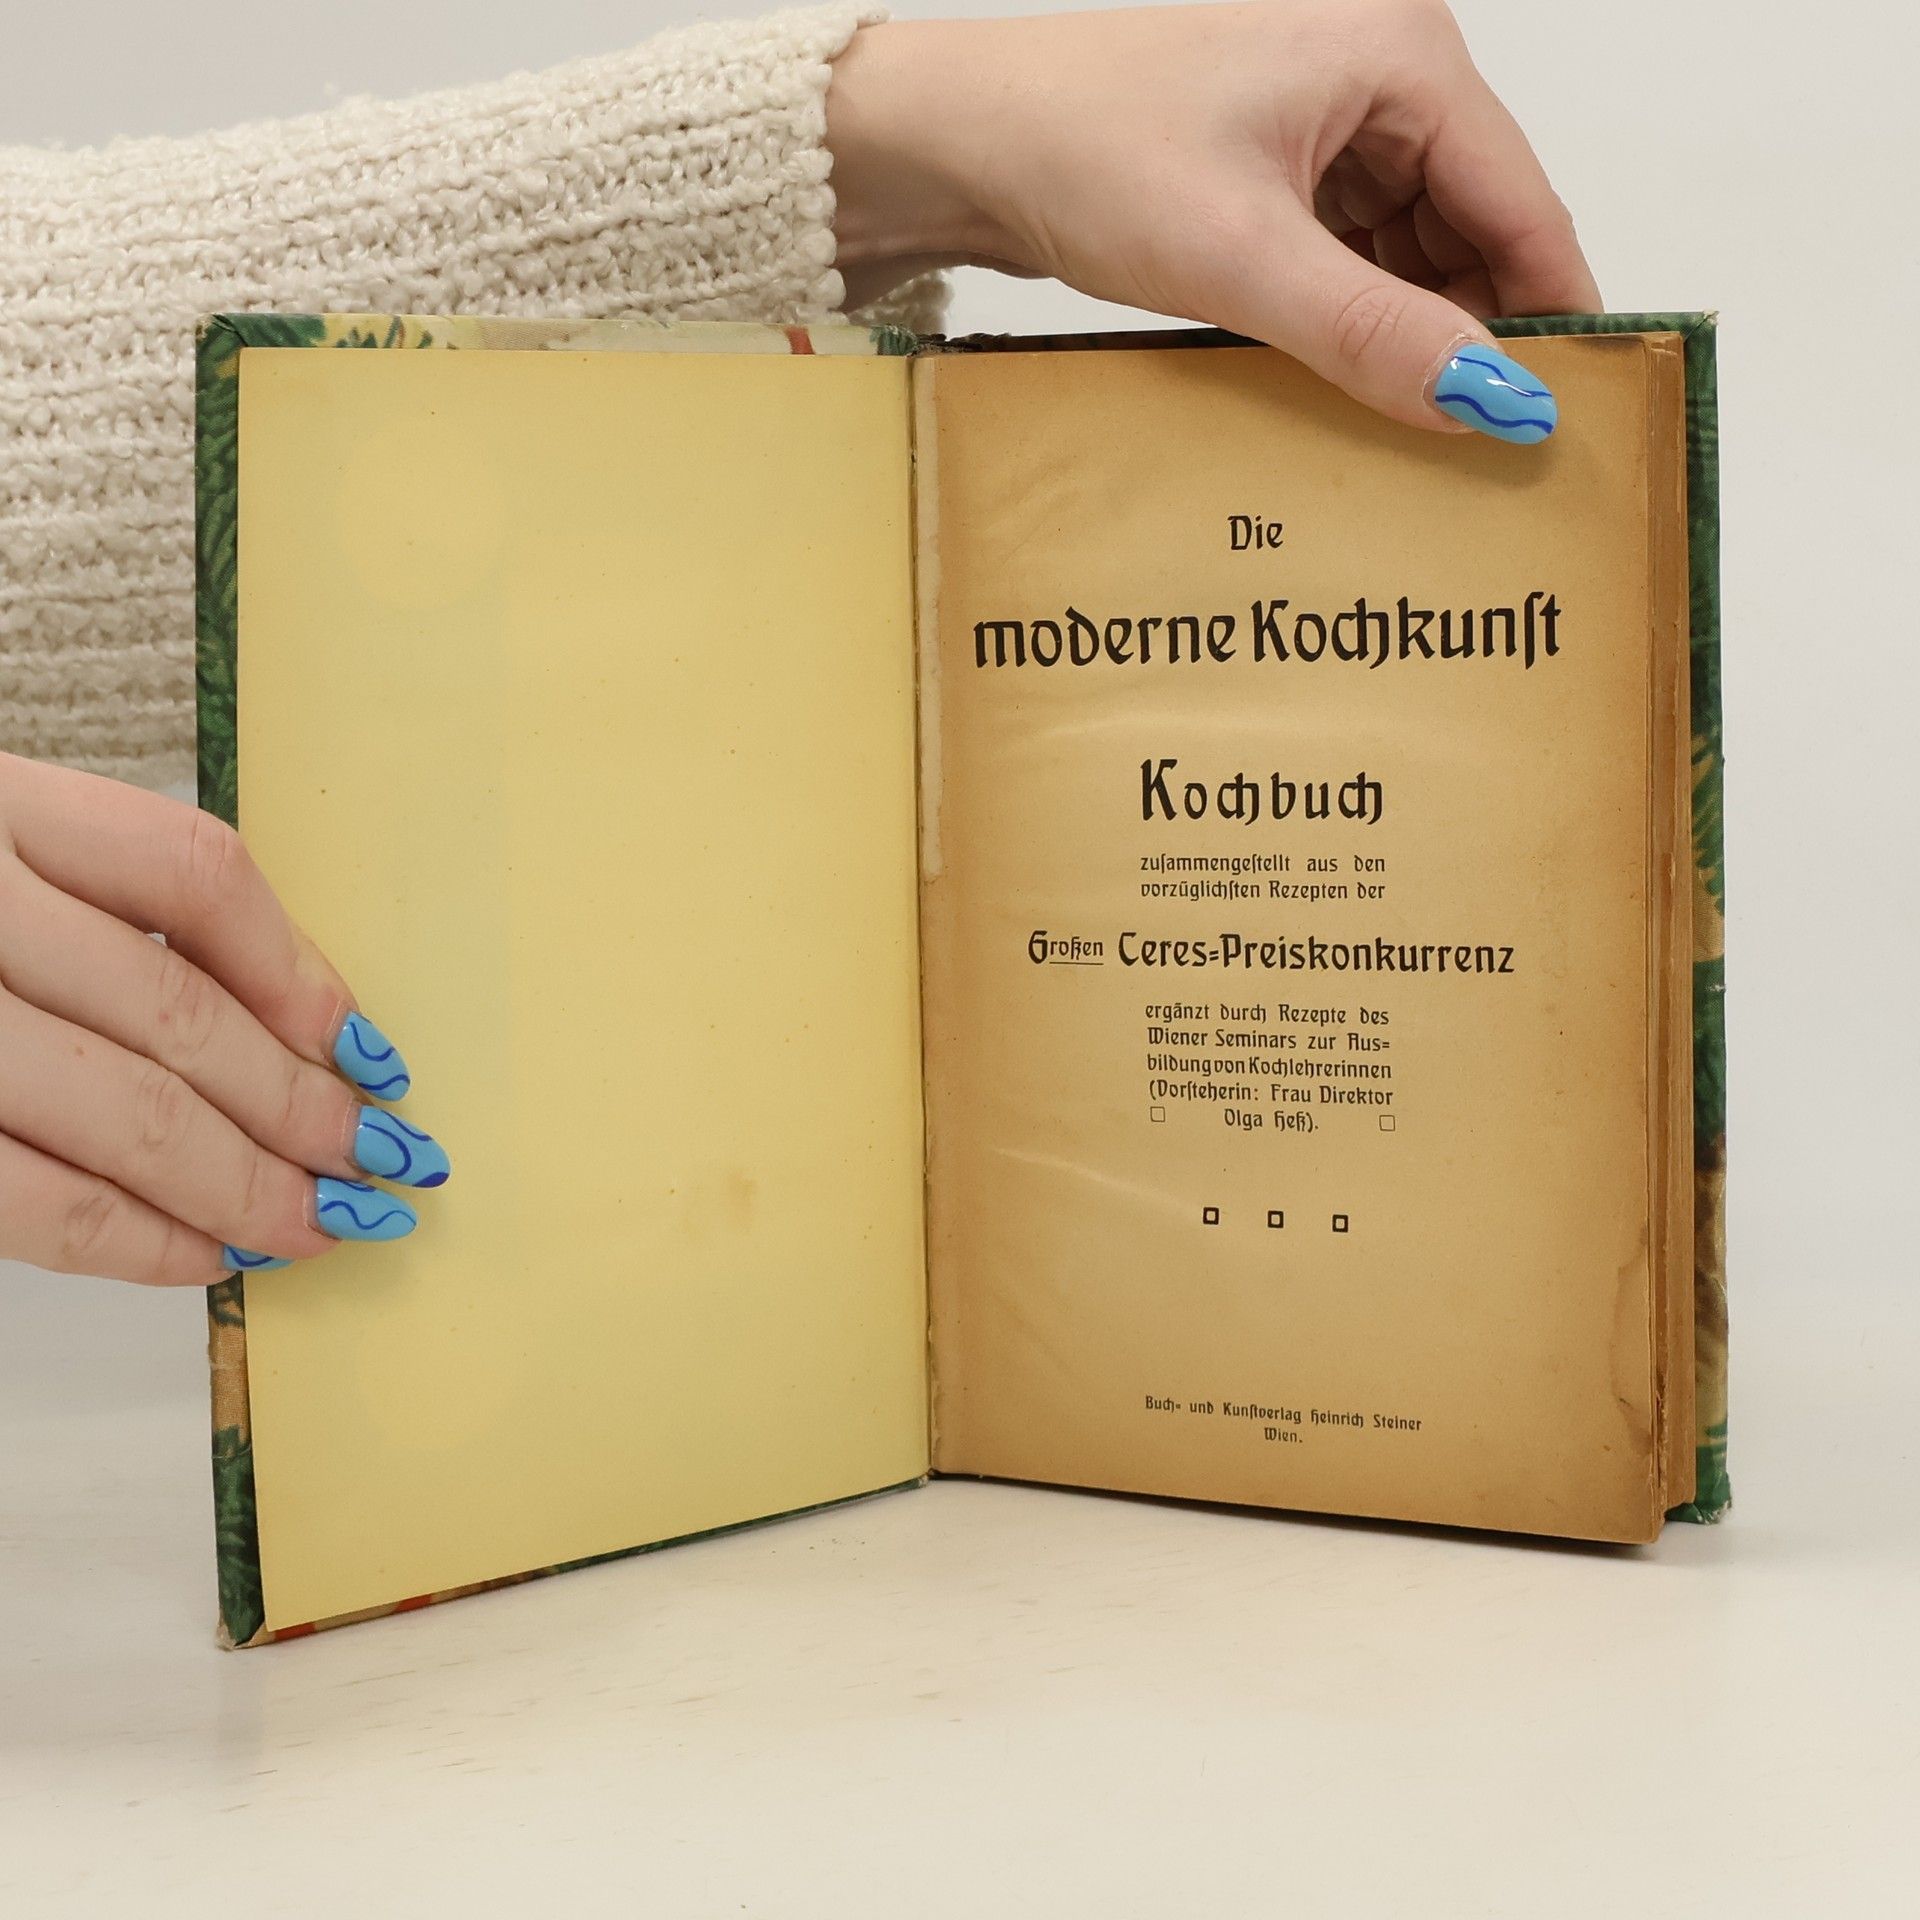 Die
moderne Kochkunſt
Kochbuch
zuſammengeſtellt aus den
vorzüglichſten Rezepten der
Großen Ceres=Preiskonkurrenz
ergänzt durch Rezepte des
Wiener Seminars zur Aus=
bildung von Kochlehrerinnen
(Vorſteherin: Frau Direktor
Olga Heß).
Buch= und Kunſtverlag Heinrich Steiner
Wien.